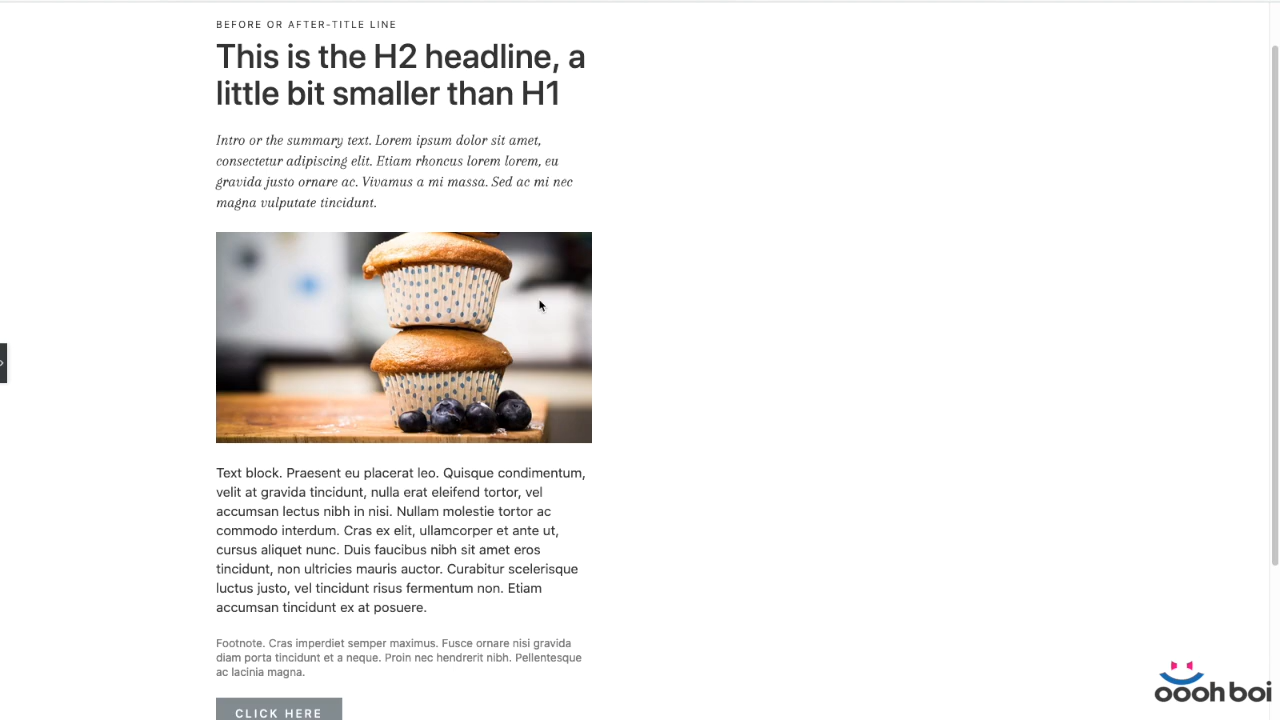 BEFORE OR AFTER-TITLE LINE
This is the H2 headline, a
little bit smaller than H1
Intro or the summary text. Lorem ipsum dolor sit amet,
consectetur adipiscing elit. Etiam rhoncus lorem lorem, eu
gravida justo ornare ac. Vivamus a mi massa. Sed ac mi nec
magna vulputate tincidunt.
Text block. Praesent eu placerat leo. Quisque condimentum,
velit at gravida tincidunt, nulla erat eleifend tortor, vel
accumsan lectus nibh in nisi. Nullam molestie tortor ac
commodo interdum. Cras ex elit, ullamcorper et ante ut,
cursus aliquet nunc. Duis faucibus nibh sit amet eros
tincidunt, non ultricies mauris auctor. Curabitur scelerisque
luctus justo, vel tincidunt risus fermentum non. Etiam
accumsan tincidunt ex at posuere.
Footnote. Cras imperdiet semper maximus. Fusce ornare nisi gravida
diam porta tincidunt et a neque. Proin nec hendrerit nibh. Pellentesque
ac lacinia magna.
CLICK HERE
oooh boi